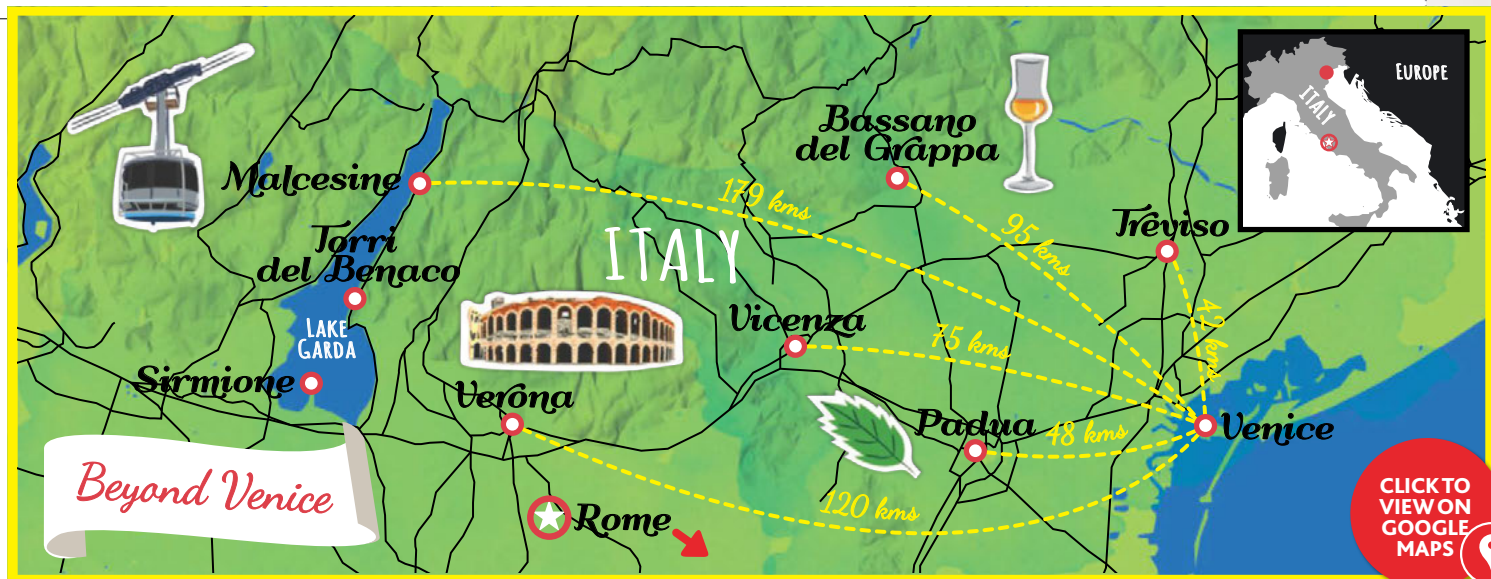 EUROPE
ITALY
Bassano
del Grappa
Malcesine
179 kms
95 kms
Treviso
Torri
del Benaco
ITALY
42 kms
Vicenza
75 kms
LAKE
GARDA
Sirmione
Verona
Padua
48 kms
Venice
Beyond Venice
120 kms
Rome
CLICK TO
VIEW ON
GOOGLE
MAPS